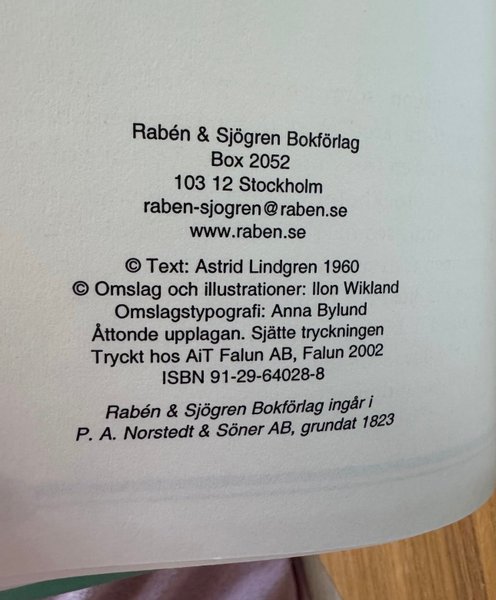 Rabén & Sjögren Bokförlag
Box 2052
103 12 Stockholm
raben-sjogren@raben.se
www.raben.se
© Text: Astrid Lindgren 1960
© Omslag och illustrationer: Ilon Wikland
Omslagstypografi: Anna Bylund
Åttonde upplagan. Sjätte tryckningen
Tryckt hos AiT Falun AB, Falun 2002
ISBN 91-29-64028-8
Rabén & Sjögren Bokförlag ingår i
P. A. Norstedt & Söner AB, grundat 1823